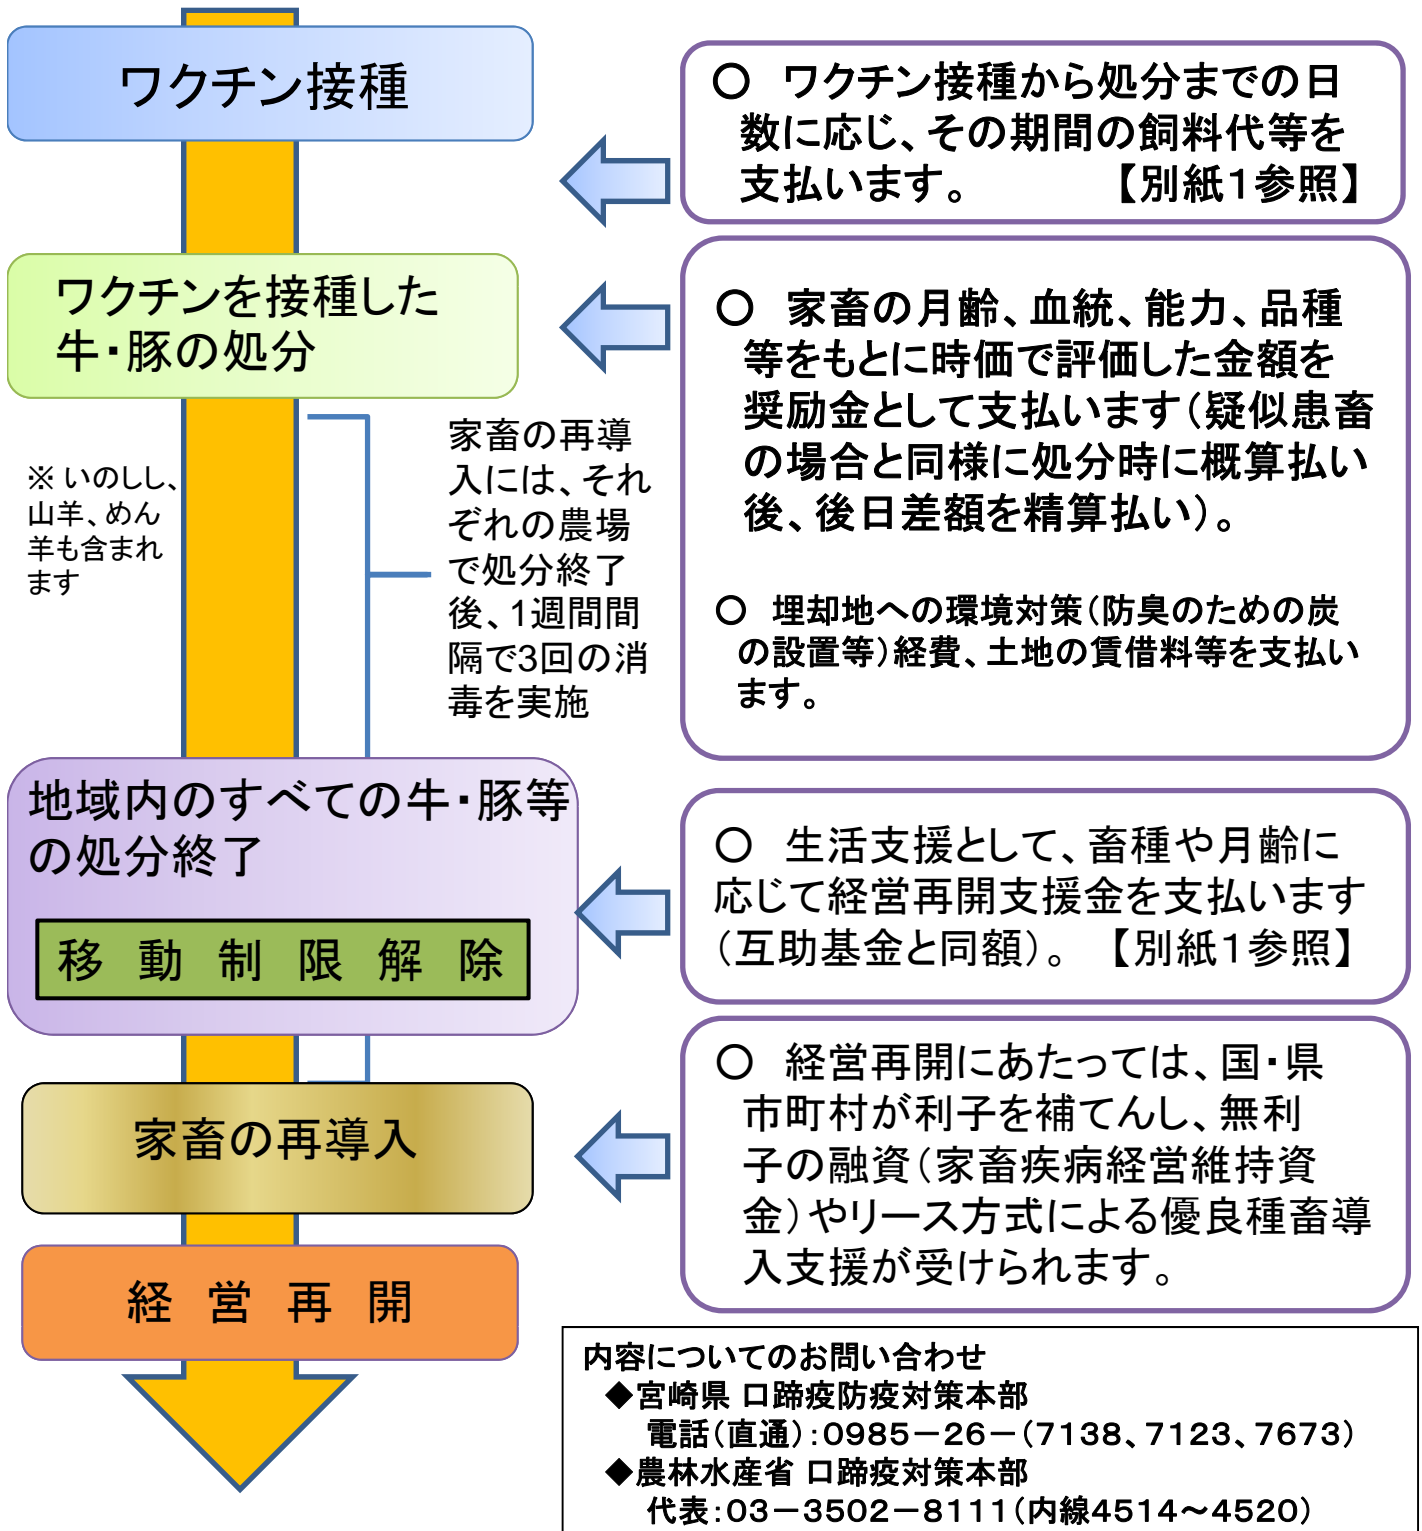 ワクチン接種
○　ワクチン接種から処分までの日
数に応じ、その期間の飼料代等を
支払います。　　　【別紙１参照】
ワクチンを接種した
牛・豚の処分
○　家畜の月齢、血統、能力、品種
等をもとに時価で評価した金額を
奨励金として支払います（疑似患畜
の場合と同様に処分時に概算払い
後、後日差額を精算払い）。
○　埋却地への環境対策（防臭のための炭
の設置等）経費、土地の賃借料等を支払い
ます。
※ いのしし、
山羊、めん
羊も含まれ
ます
家畜の再導
入には、それ
ぞれの農場
で処分終了
後、1週間間
隔で3回の消
毒を実施
地域内のすべての牛・豚等
の処分終了
移　動　制　限　解　除
○　生活支援として、畜種や月齢に
応じて経営再開支援金を支払います
（互助基金と同額）。　【別紙１参照】
家畜の再導入
○　経営再開にあたっては、国・県
市町村が利子を補てんし、無利
子の融資（家畜疾病経営維持資
金）やリース方式による優良種畜導
入支援が受けられます。
経　営　再　開
内容についてのお問い合わせ
◆宮崎県 口蹄疫防疫対策本部
電話（直通）：０９８５－２６－（７１３８、７１２３、７６７３）
◆農林水産省 口蹄疫対策本部
代表：０３－３５０２－８１１１（内線４５１４～４５２０）